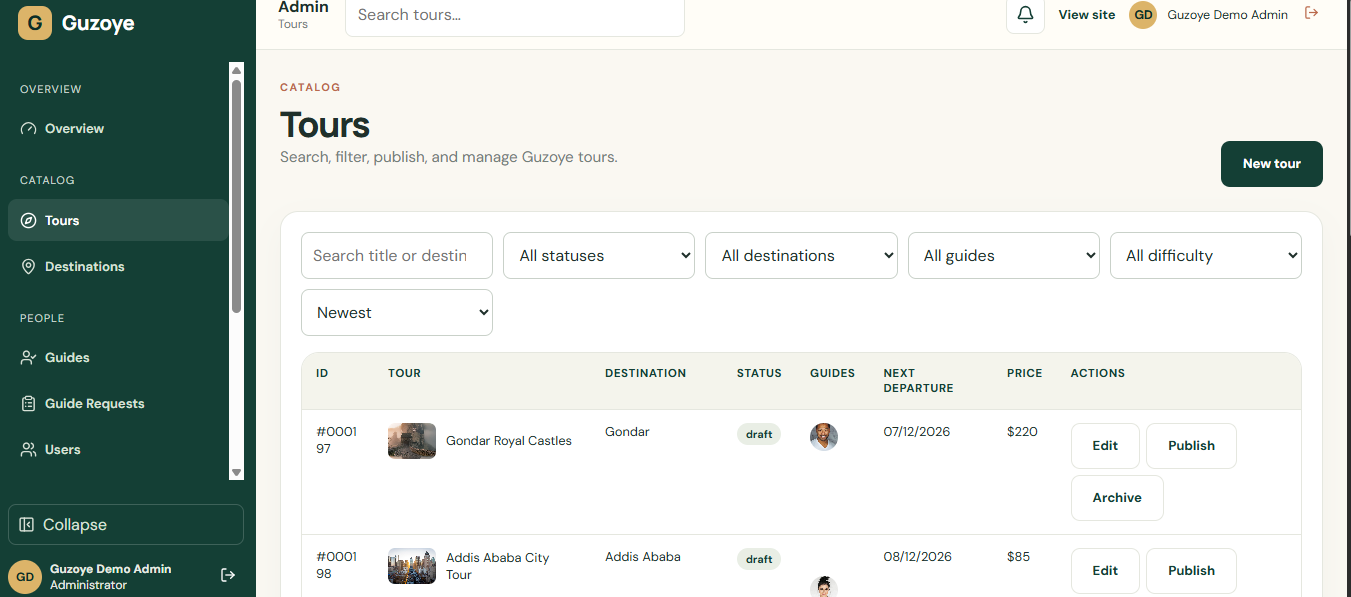 G Guzoye
OVERVIEW
Overview
CATALOG
Tours
Destinations
PEOPLE
Guides
Guide Requests
Users
Collapse
GD
Guzoye Demo Admin
Administrator
Admin
Tours
Search tours...
View site
GD
Guzoye Demo Admin
CATALOG
Tours
Search, filter, publish, and manage Guzoye tours.
New tour
Search title or destin
All statuses
All destinations
All guides
All difficulty
Newest
ID
TOUR
DESTINATION
STATUS
GUIDES
NEXT
DEPARTURE
PRICE
ACTIONS
#0001
97
Gondar Royal Castles
Gondar
draft
07/12/2026
$220
Edit
Publish
Archive
#0001
98
Addis Ababa City
Tour
Addis Ababa
draft
08/12/2026
$85
Edit
Publish